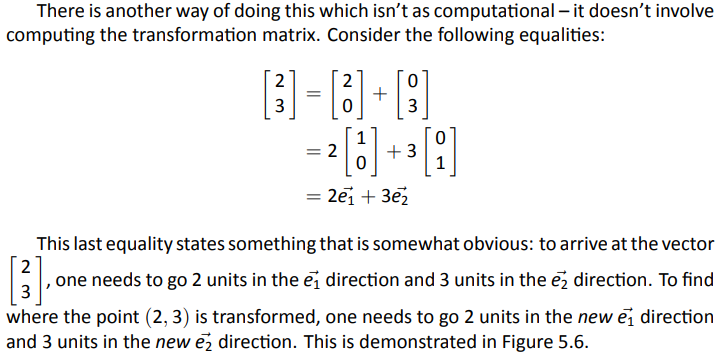 There is another way of doing this which isn't as computational – it doesn't involve
computing the transformation matrix. Consider the following equalities:
[2 3] = [2 0] + [0 3]
= 2 [1 0] + 3 [0 1]
= 2e⃗₁ + 3e⃗₂
This last equality states something that is somewhat obvious: to arrive at the vector
[2 3], one needs to go 2 units in the e⃗₁ direction and 3 units in the e⃗₂ direction. To find
where the point (2, 3) is transformed, one needs to go 2 units in the new e⃗₁ direction
and 3 units in the new e⃗₂ direction. This is demonstrated in Figure 5.6.